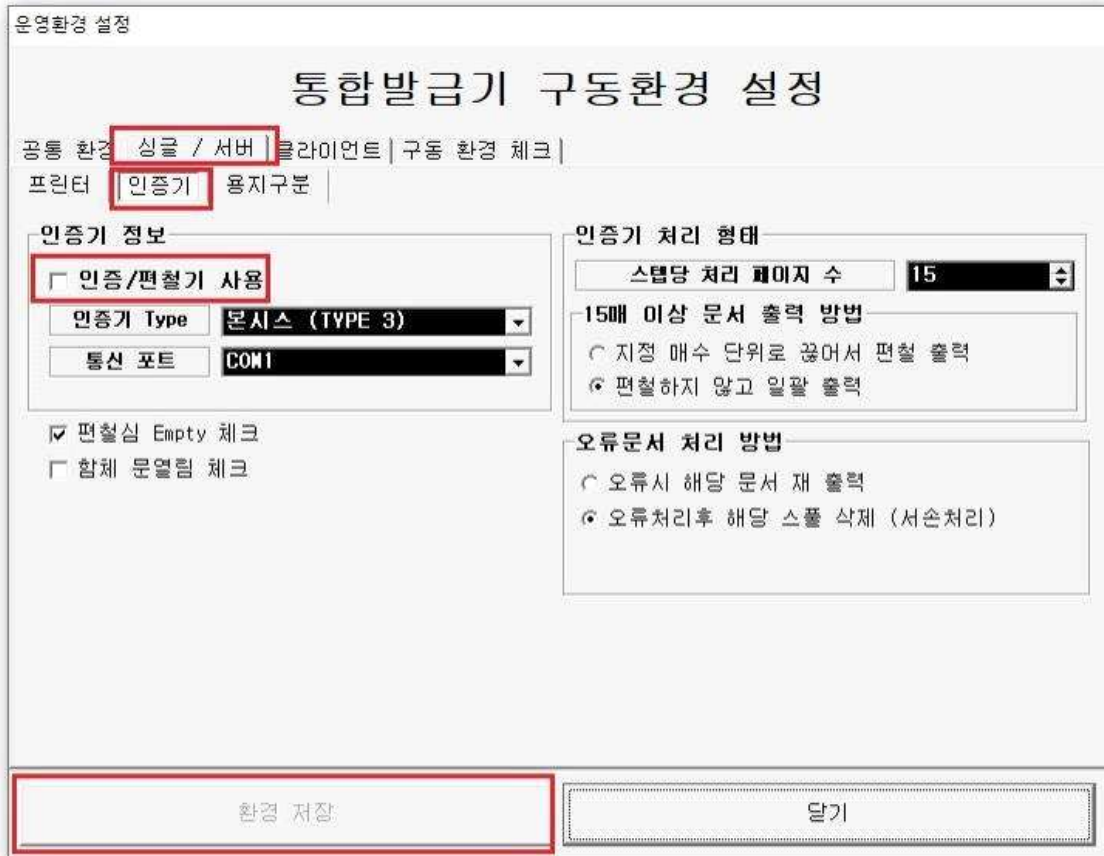 운영환경 설정
통합발급기 구동환경 설정
공통 환경 싱글 / 서버 클라이언트 구동 환경 체크
프린터 인증기 용지구분
인증기 정보
인증/편철기 사용
인증기 Type 본시스 (TYPE 3)
통신 포트 COM1
편철심 Empty 체크
함체 문열림 체크
인증기 처리 형태
스텝당 처리 페이지 수 15
15매 이상 문서 출력 방법
지정 매수 단위로 끊어서 편철 출력
편철하지 않고 일괄 출력
오류문서 처리 방법
오류시 해당 문서 재 출력
오류처리후 해당 스풀 삭제 (서손처리)
환경 저장 닫기